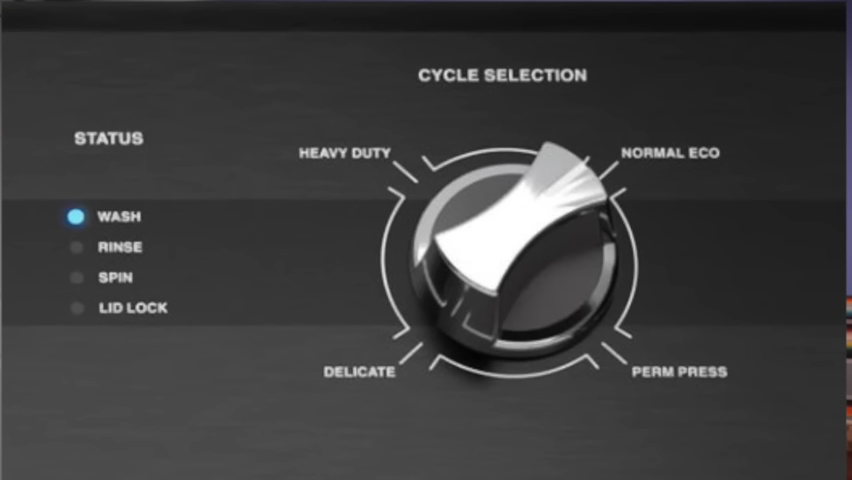 CYCLE SELECTION
STATUS
HEAVY DUTY
NORMAL ECO
WASH
RINSE
SPIN
LID LOCK
DELICATE
PERM PRESS